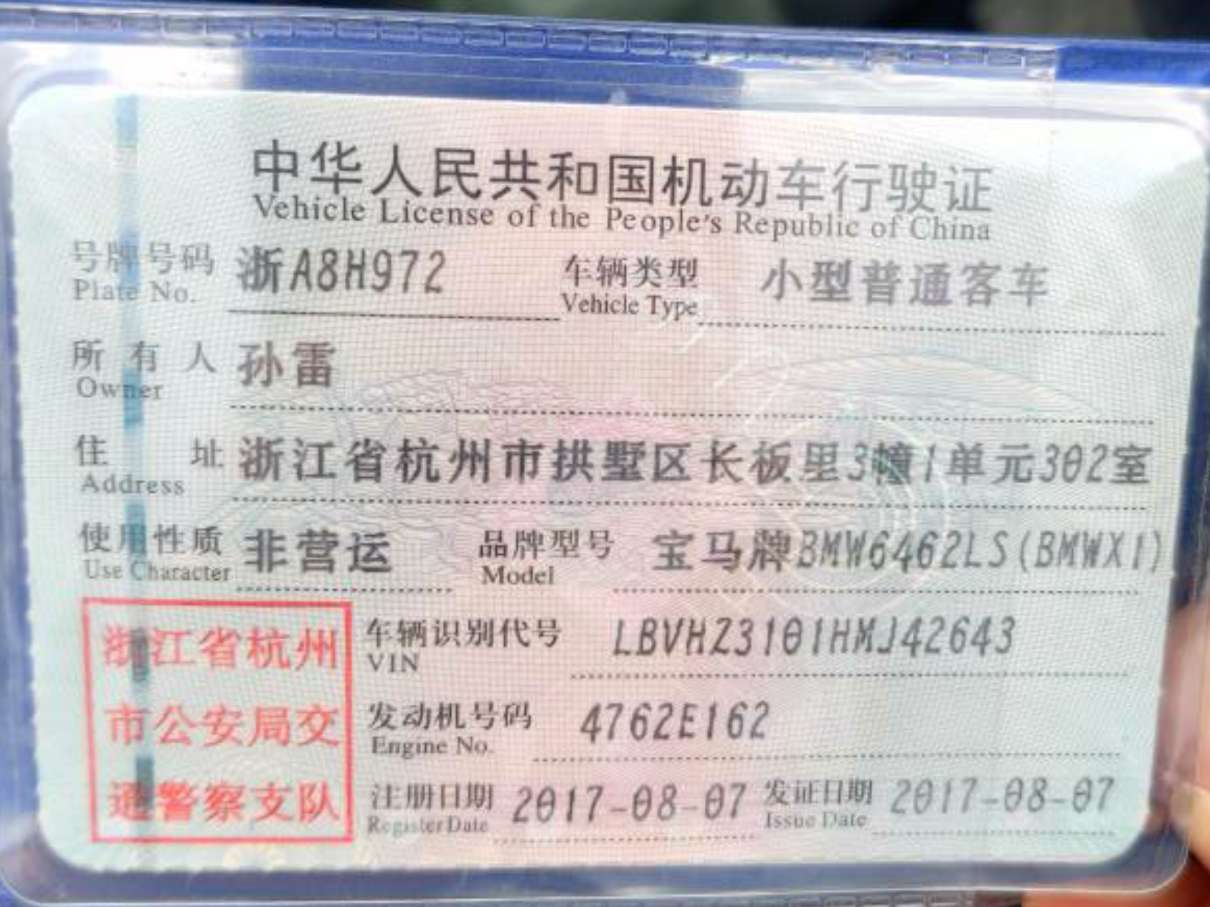 中华人民共和国机动车行驶证
Vehicle License of the People's Republic of China
号牌号码 浙A8H972 车辆类型 小型普通客车
Plate No. Vehicle Type
所有人 孙雷
Owner
住址 浙江省杭州市拱墅区长板里3幢1单元302室
Address
使用性质 非营运 品牌型号 宝马牌BMW6462LS(BMWX1)
Use Character Model
浙江省杭州
市公安局交
通警察支队
车辆识别代号 LBVHZ3101HMJ42643
VIN
发动机号码 4762E162
Engine No.
注册日期 2017-08-07 发证日期 2017-08-07
Register Date Issue Date